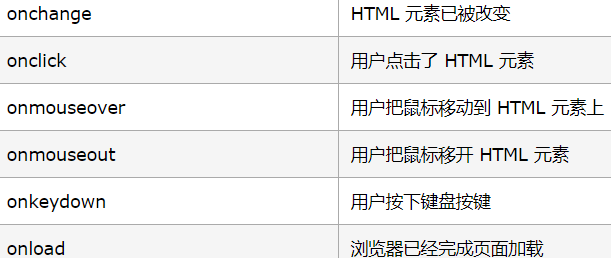 onchange HTML 元素已被改变
onclick 用户点击了 HTML 元素
onmouseover 用户把鼠标移动到 HTML 元素上
onmouseout 用户把鼠标移开 HTML 元素
onkeydown 用户按下键盘按键
onload 浏览器已经完成页面加载